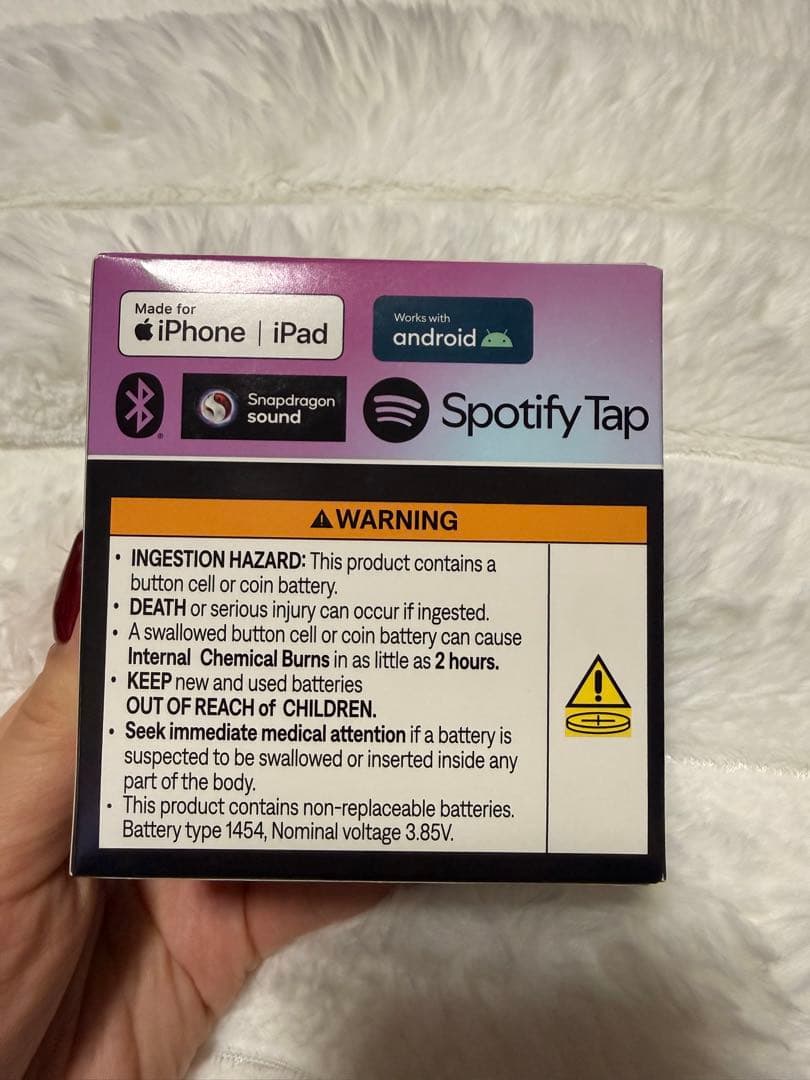 Made for
iPhone | iPad
Works with
android
Snapdragon
sound
Spotify Tap
WARNING
• INGESTION HAZARD: This product contains a
button cell or coin battery.
• DEATH or serious injury can occur if ingested.
• A swallowed button cell or coin battery can cause
Internal Chemical Burns in as little as 2 hours.
• KEEP new and used batteries
OUT OF REACH of CHILDREN.
• Seek immediate medical attention if a battery is
suspected to be swallowed or inserted inside any
part of the body.
• This product contains non-replaceable batteries.
Battery type 1454, Nominal voltage 3.85V.